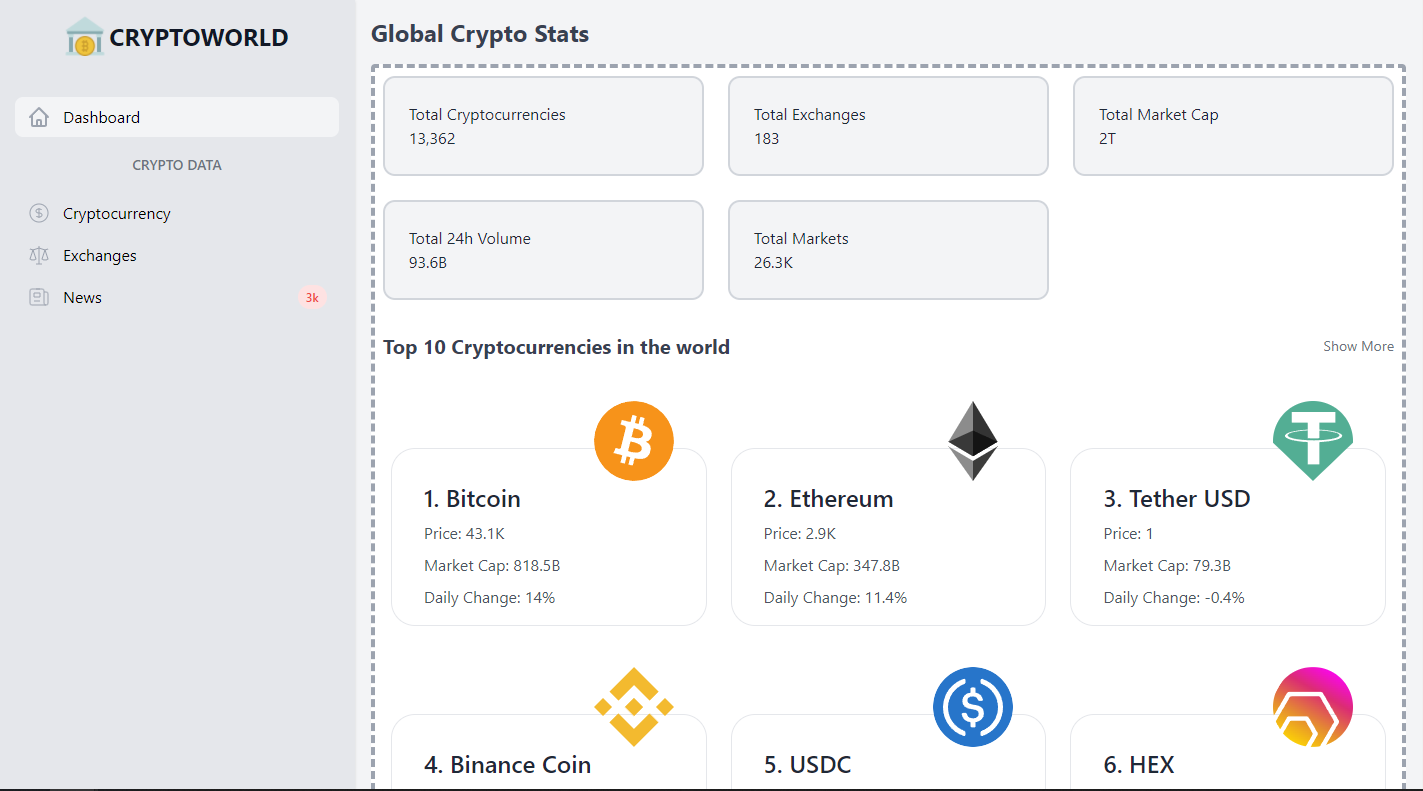 CRYPTOWORLD
Dashboard
CRYPTO DATA
Cryptocurrency
Exchanges
News 3k
Global Crypto Stats
Total Cryptocurrencies
13,362
Total Exchanges
183
Total Market Cap
2T
Total 24h Volume
93.6B
Total Markets
26.3K
Top 10 Cryptocurrencies in the world
Show More
1. Bitcoin
Price: 43.1K
Market Cap: 818.5B
Daily Change: 14%
2. Ethereum
Price: 2.9K
Market Cap: 347.8B
Daily Change: 11.4%
3. Tether USD
Price: 1
Market Cap: 79.3B
Daily Change: -0.4%
4. Binance Coin
5. USDC
6. HEX